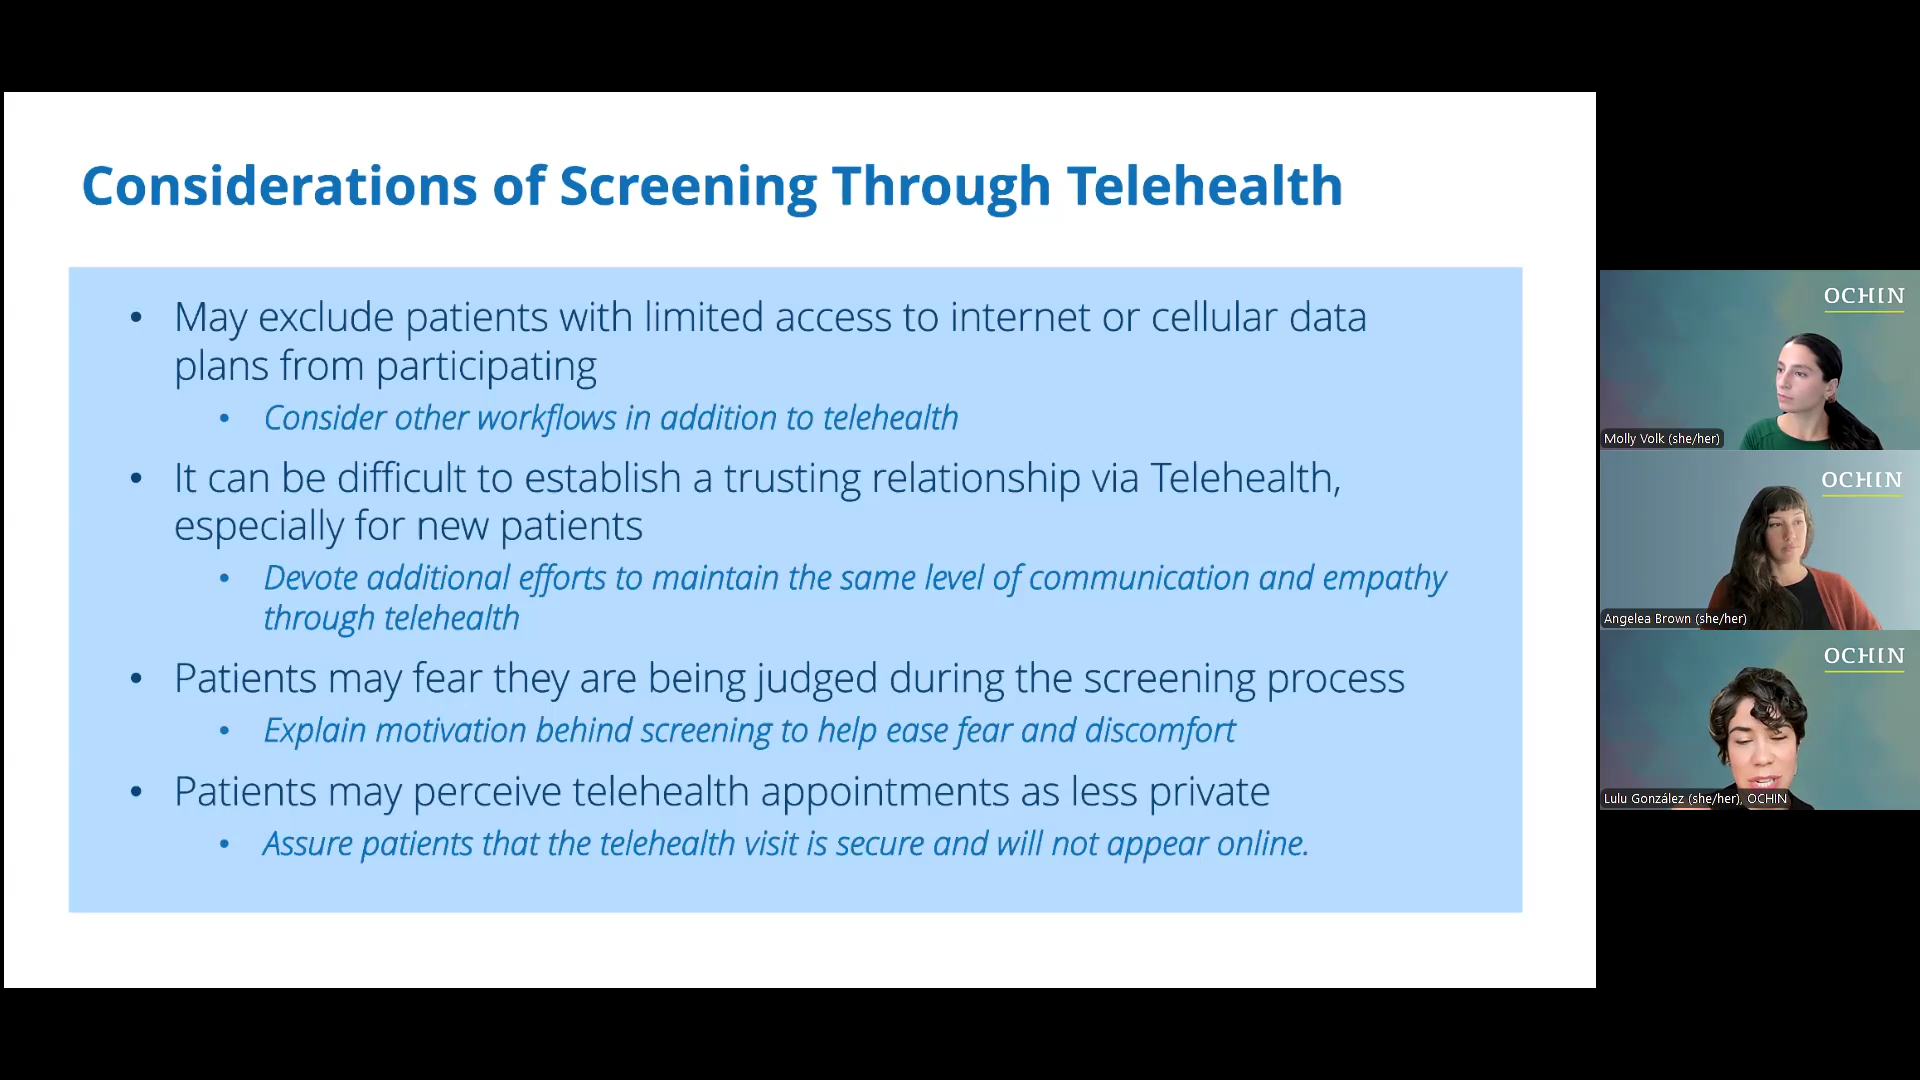 Considerations of Screening Through Telehealth
• May exclude patients with limited access to internet or cellular data
plans from participating
• Consider other workflows in addition to telehealth
• It can be difficult to establish a trusting relationship via Telehealth,
especially for new patients
• Devote additional efforts to maintain the same level of communication and empathy
through telehealth
• Patients may fear they are being judged during the screening process
• Explain motivation behind screening to help ease fear and discomfort
• Patients may perceive telehealth appointments as less private
• Assure patients that the telehealth visit is secure and will not appear online.
OCHIN
Molly Volk (she/her)
OCHIN
Angelea Brown (she/her)
OCHIN
Lulu González (she/her), OCHIN